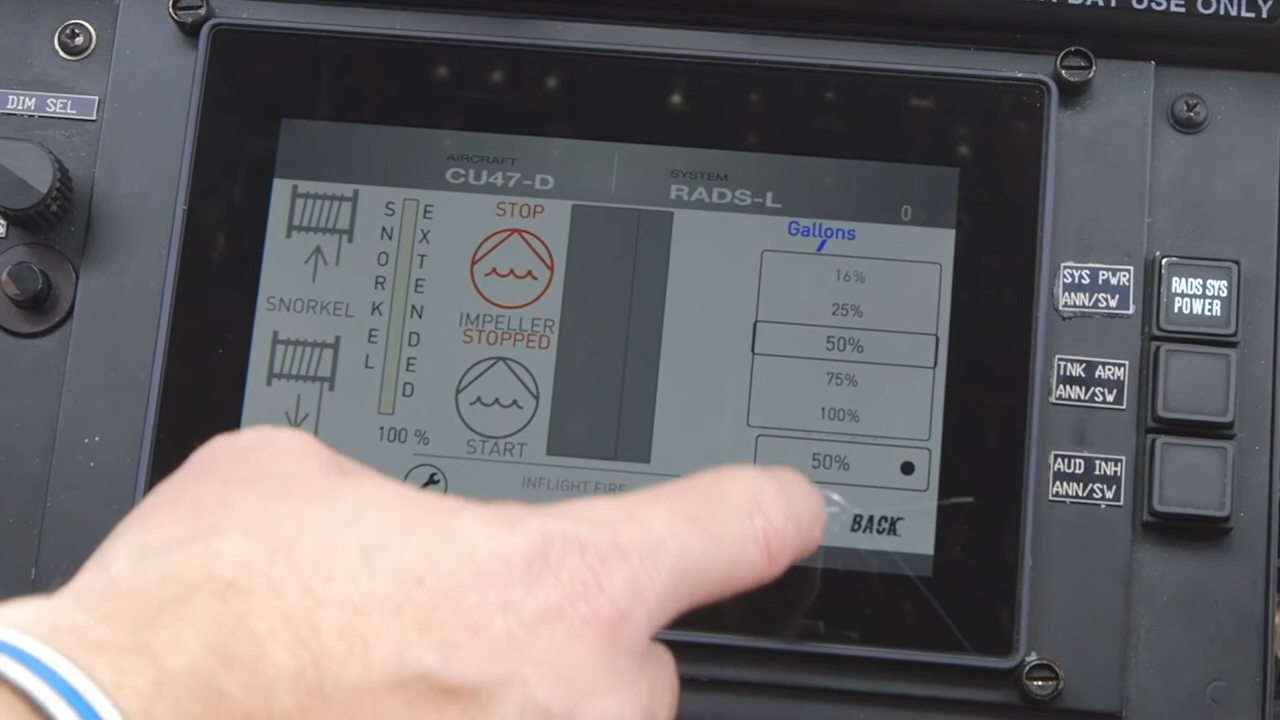 DAY USE ONLY
DIM SEL
AIRCRAFT
CU47-D
SYSTEM
RADS-L
0
SNORKEL
SNORKEL
EXTENDED
100 %
STOP
IMPELLER
STOPPED
START
INFLIGHT FIRE
Gallons
16%
25%
50%
75%
100%
50%
BACK
SYS PWR
ANN/SW
RADS SYS
POWER
TNK ARM
ANN/SW
AUD INH
ANN/SW